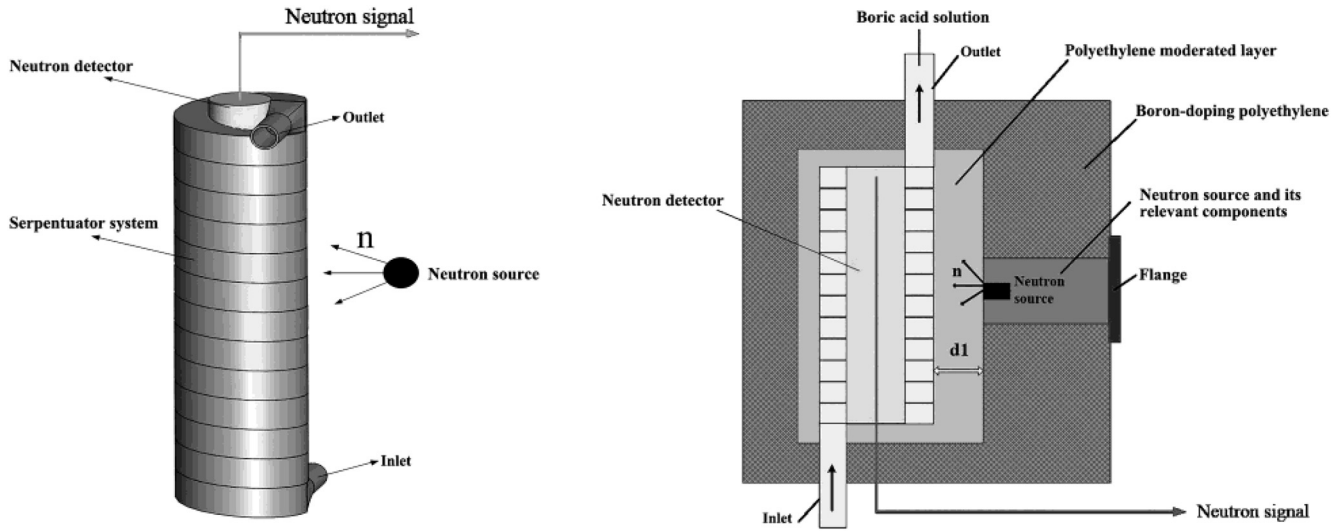 Neutron signal
Neutron detector
Outlet
Serpentuator system
n
Neutron source
Inlet
Boric acid solution
Outlet
Polyethylene moderated layer
Boron-doping polyethylene
Neutron detector
Neutron source and its
relevant components
n
Neutron
source
Flange
d1
Inlet
Neutron signal